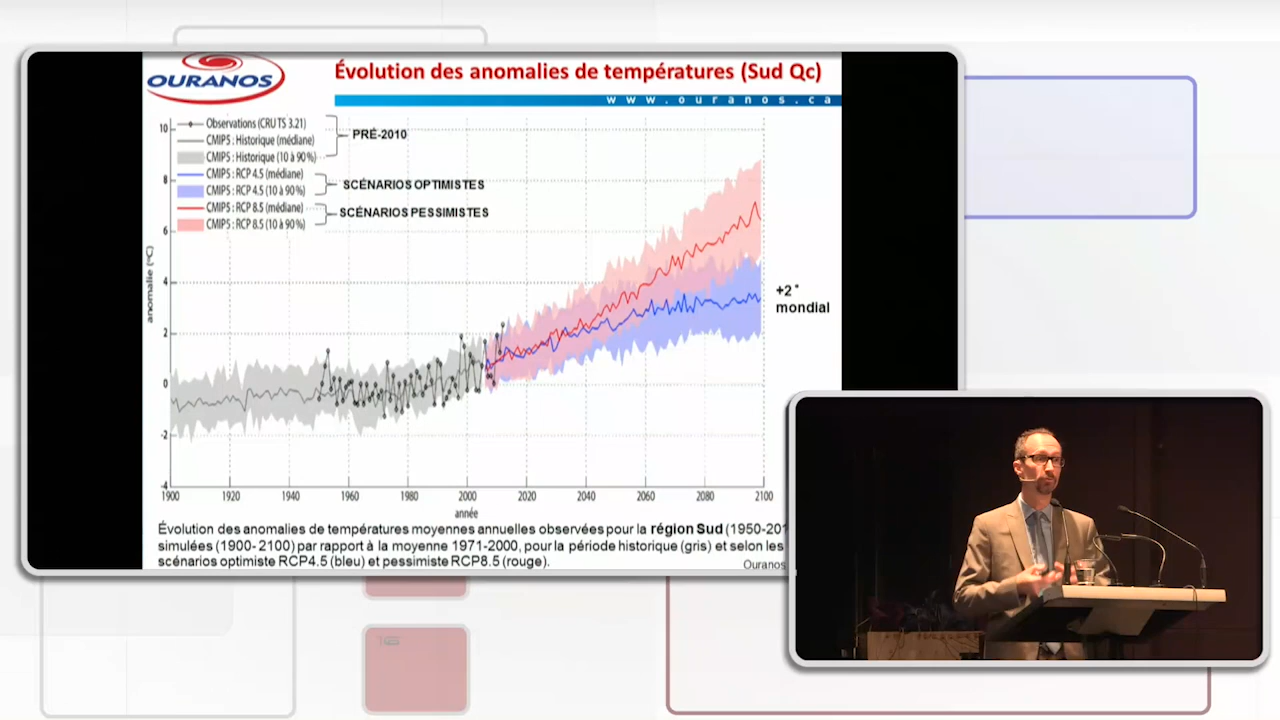 OURANOS
Évolution des anomalies de températures (Sud Qc)
www.ouranos.ca
Observations (CRU TS 3.21)
CMIP5 : Historique (médiane)
CMIP5 : Historique (10 à 90%)
PRÉ-2010
CMIP5 : RCP 4.5 (médiane)
CMIP5 : RCP 4.5 (10 à 90%)
SCÉNARIOS OPTIMISTES
CMIP5 : RCP 8.5 (médiane)
CMIP5 : RCP 8.5 (10 à 90%)
SCÉNARIOS PESSIMISTES
10
8
6
4
2
0
-2
-4
anomalie (°C)
1900 1920 1940 1960 1980 2000 2020 2040 2060 2080 2100
année
+2°
mondial
Évolution des anomalies de températures moyennes annuelles observées pour la région Sud (1950-201
simulées (1900-2100) par rapport à la moyenne 1971-2000, pour la période historique (gris) et selon les
scénarios optimiste RCP4.5 (bleu) et pessimiste RCP8.5 (rouge).
Ouranos